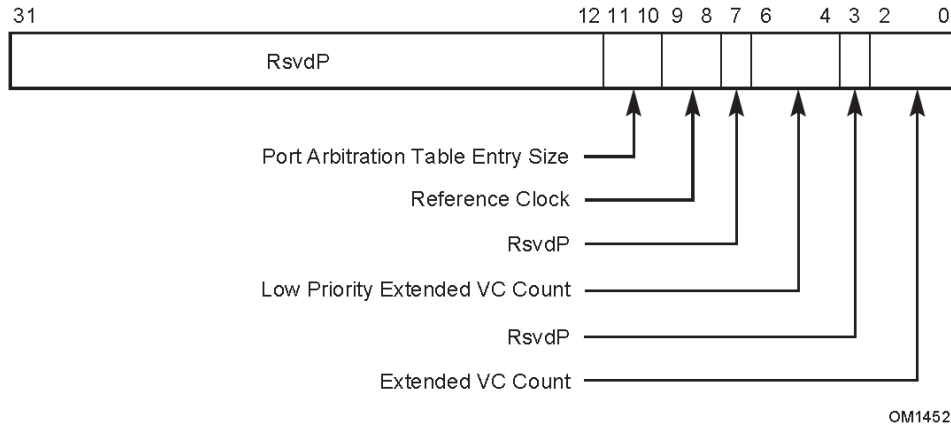 31 12 11 10 9 8 7 6 4 3 2 0
RsvdP
Port Arbitration Table Entry Size
Reference Clock
RsvdP
Low Priority Extended VC Count
RsvdP
Extended VC Count
OM14529